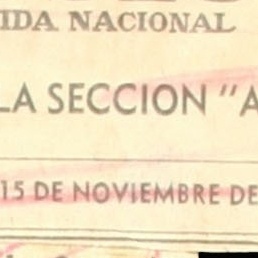 IDA NACIONAL
LA SECCION "A
15 DE NOVIEMBRE DE